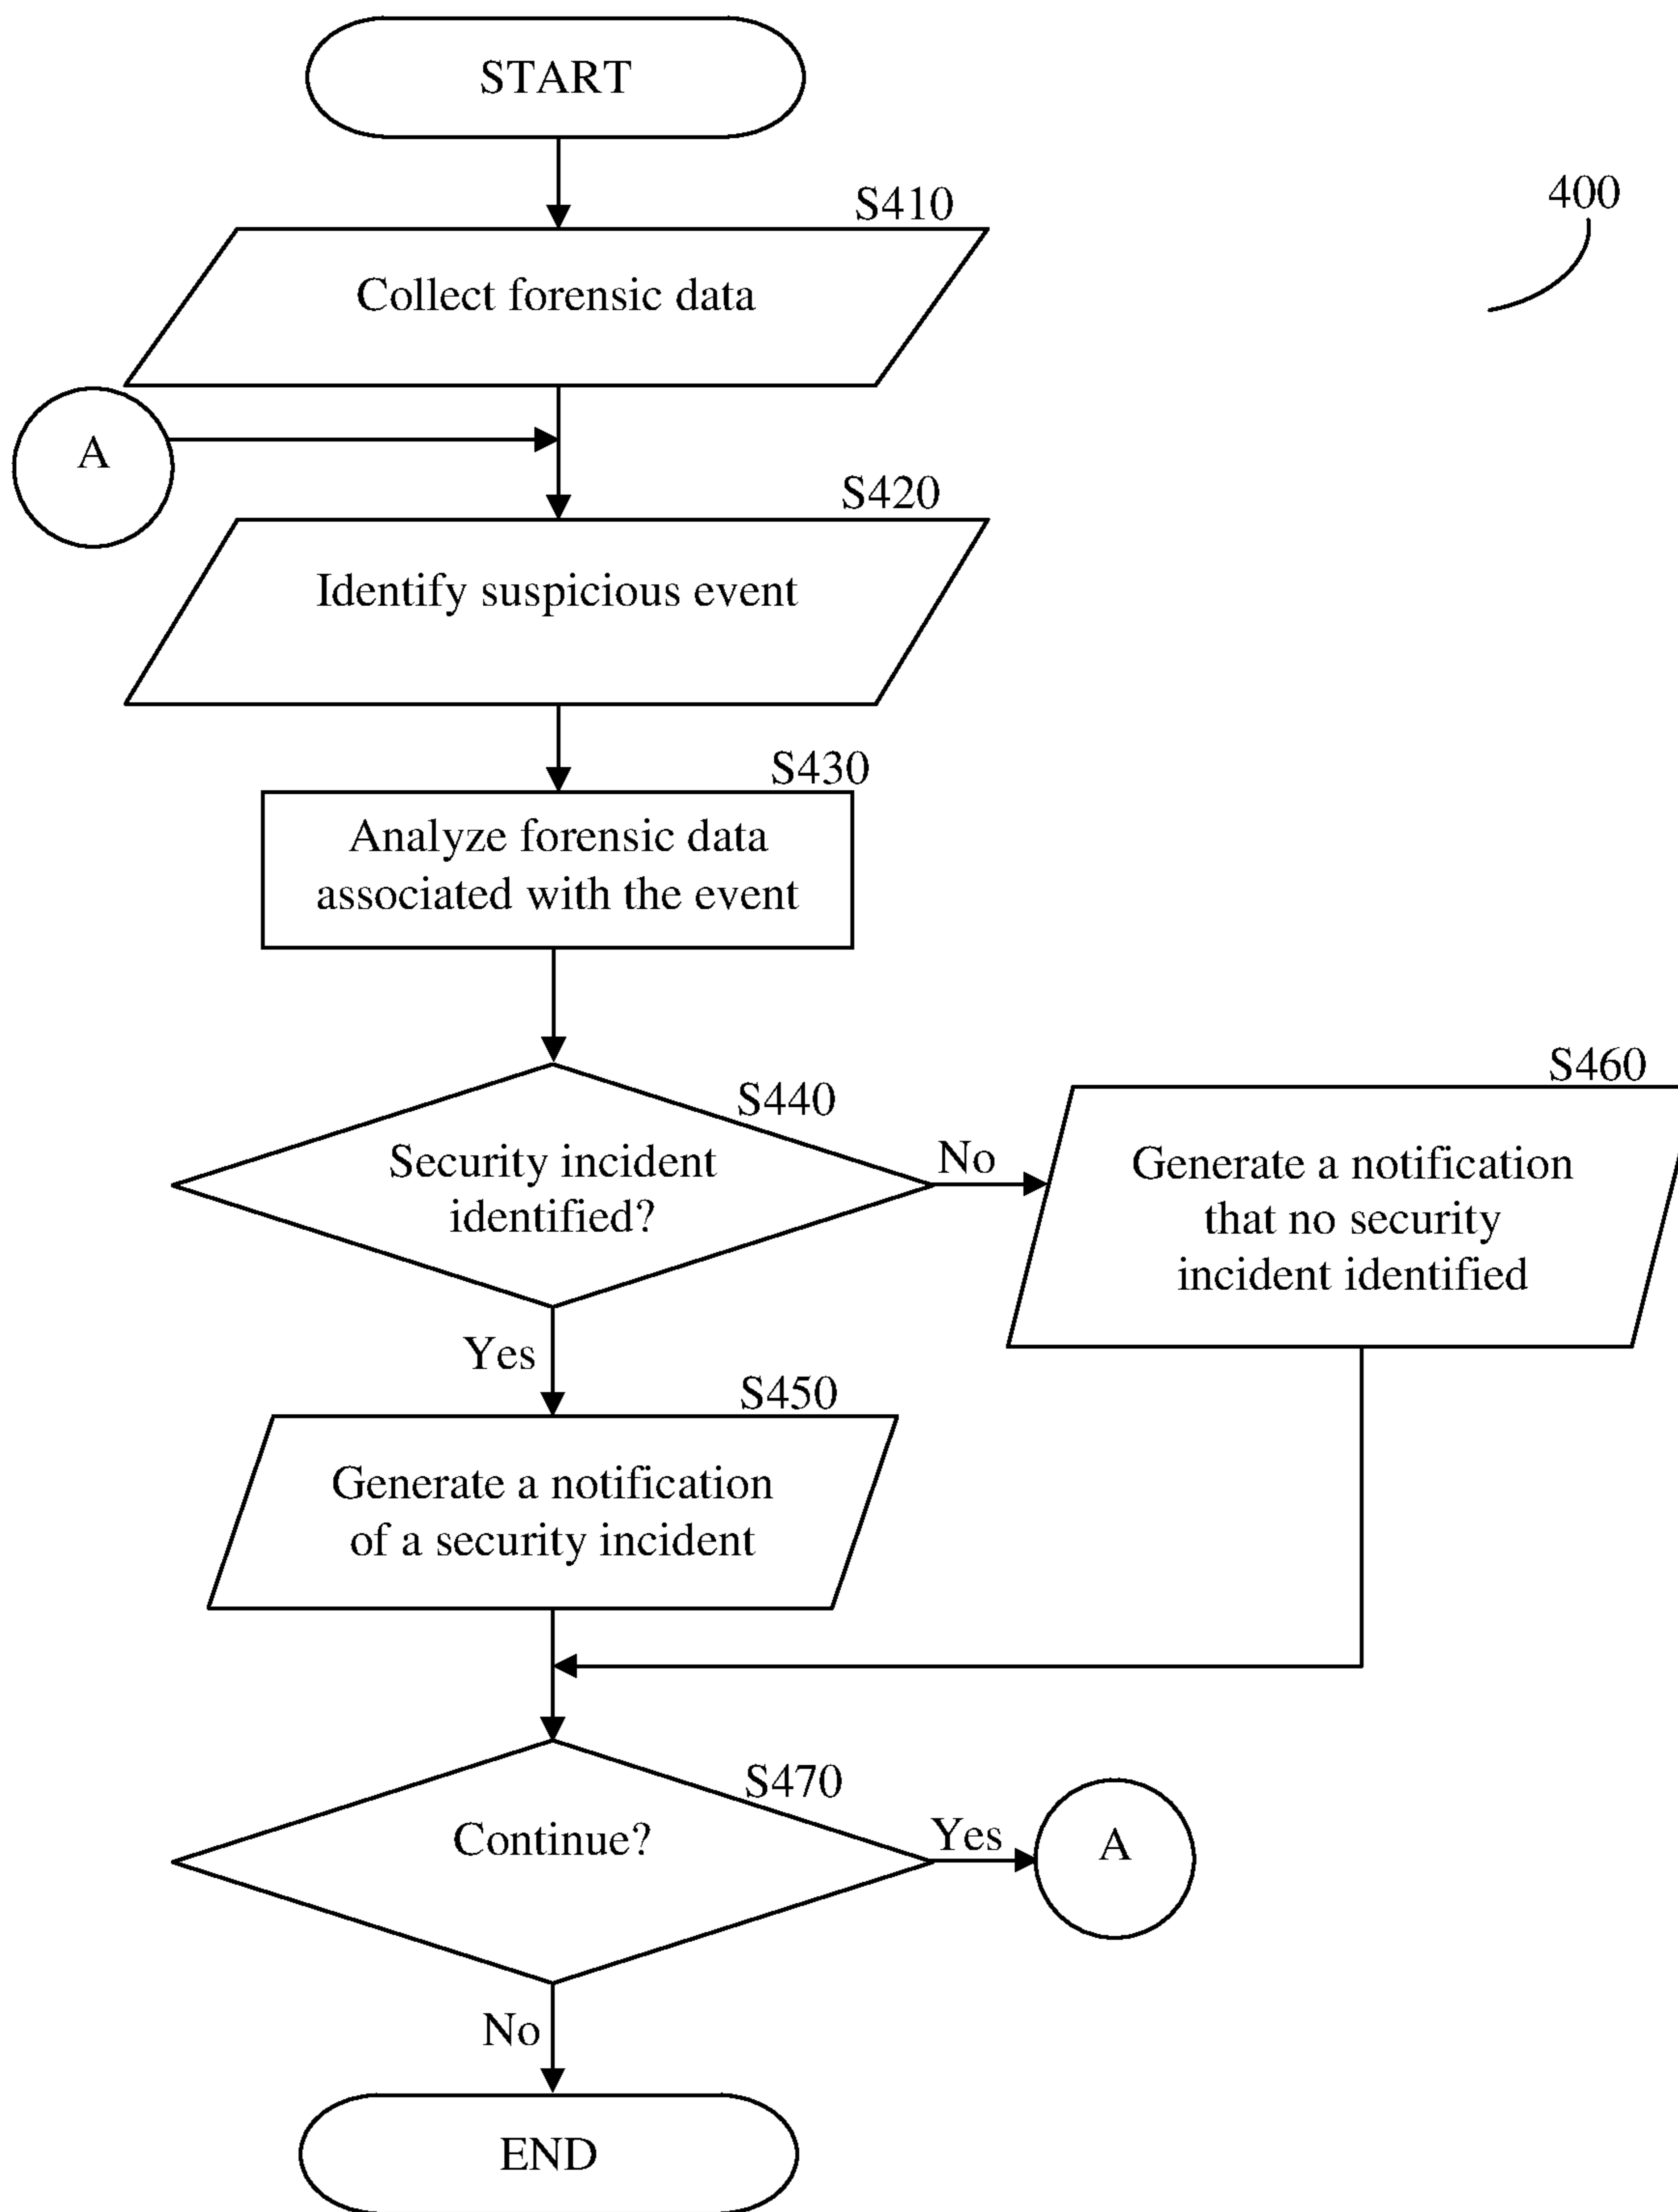 START
S410
400
Collect forensic data
A
S420
Identify suspicious event
S430
Analyze forensic data
associated with the event
S440
Security incident
identified?
No
S460
Generate a notification
that no security
incident identified
Yes
S450
Generate a notification
of a security incident
S470
Continue?
Yes
A
No
END